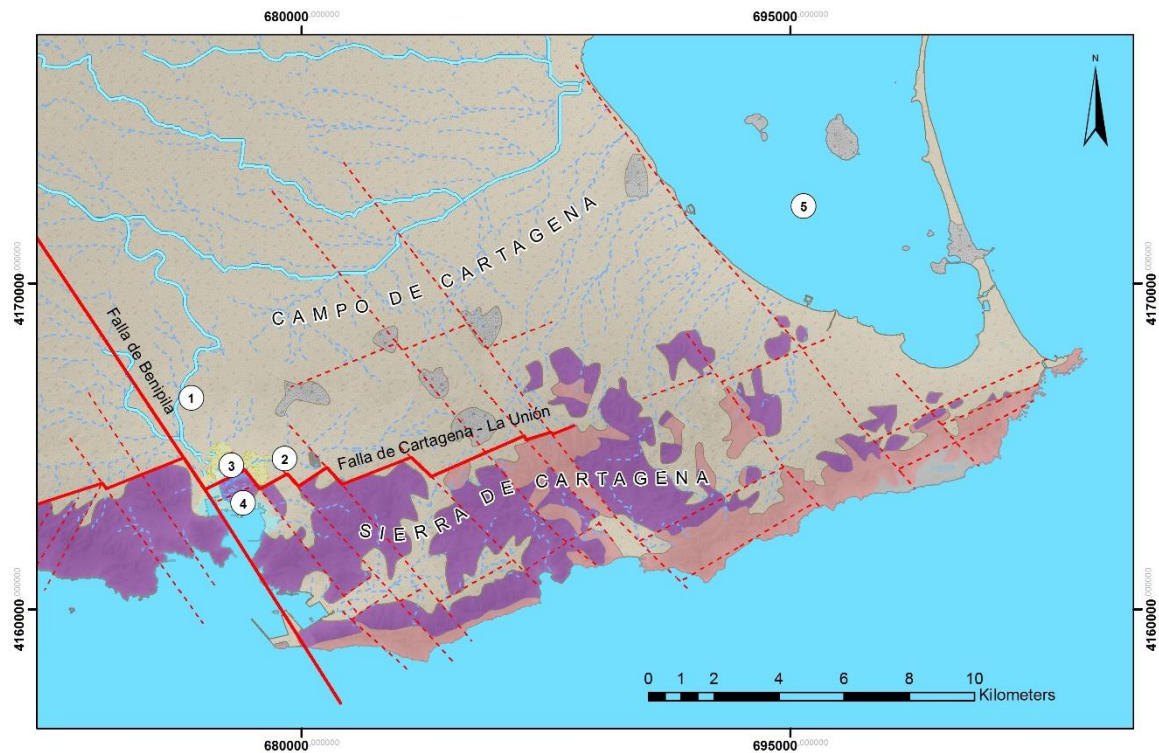 680000,000000 695000,000000
N
5
CAMPO DE CARTAGENA
4170000,000000 4170000,000000
Falla de Benipila
1
Falla de Cartagena - La Unión
2
3
4
SIERRA DE CARTAGENA
4160000,000000 4160000,000000
0 1 2 4 6 8 10
Kilometers
680000,000000 695000,000000